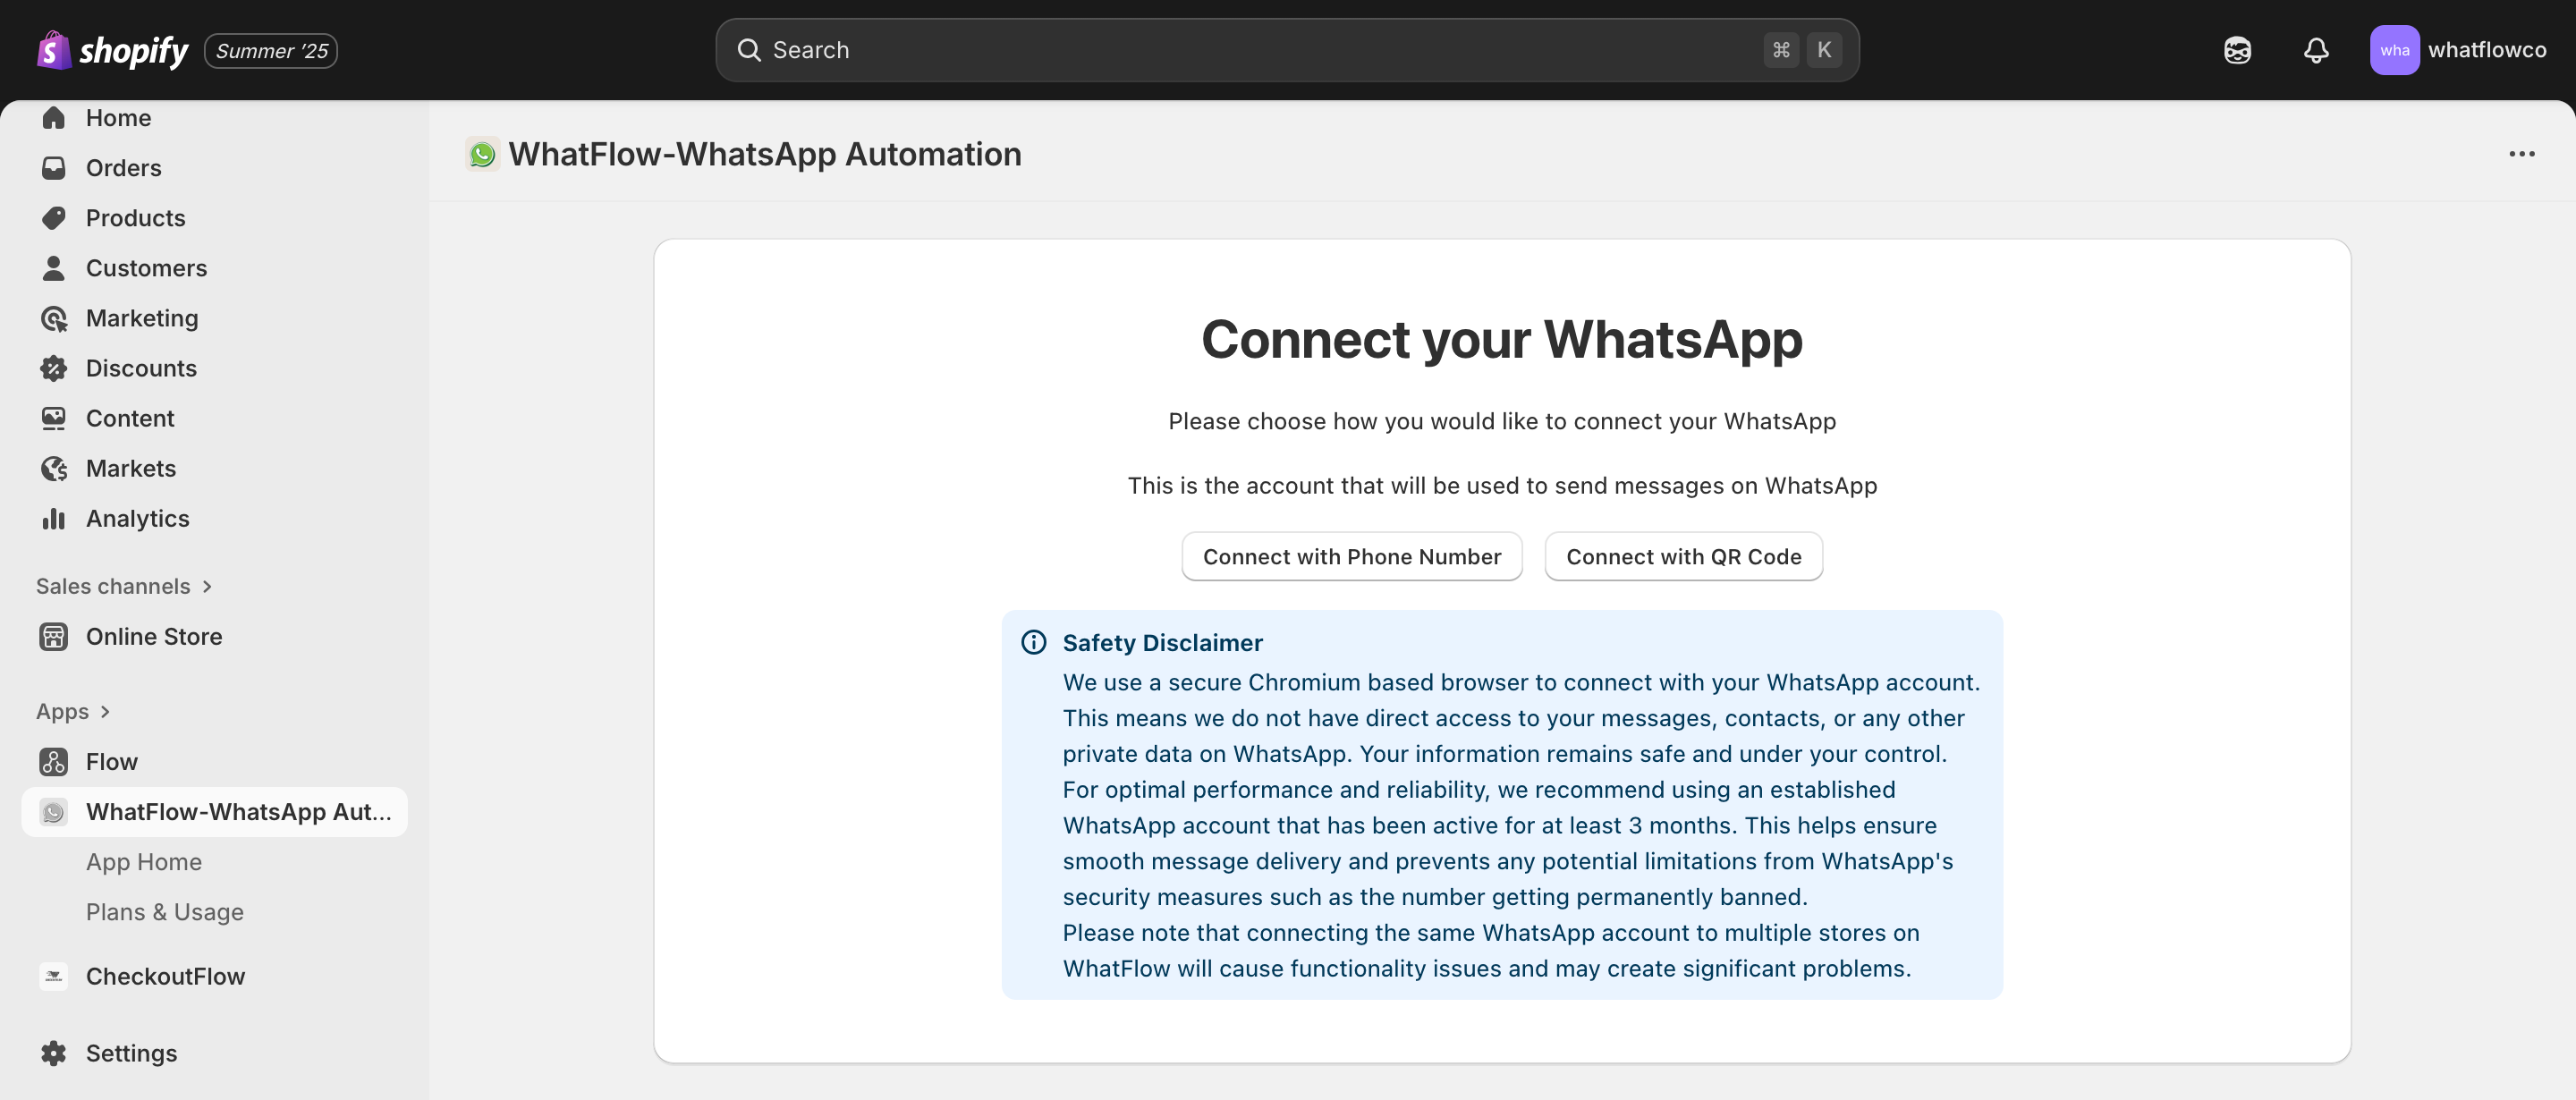 shopify
Summer '25
Search
⌘ K
wha
whatflowco
Home
Orders
Products
Customers
Marketing
Discounts
Content
Markets
Analytics
Sales channels
Online Store
Apps
Flow
WhatFlow-WhatsApp Aut...
App Home
Plans & Usage
CheckoutFlow
Settings
WhatFlow-WhatsApp Automation
Connect your WhatsApp
Please choose how you would like to connect your WhatsApp
This is the account that will be used to send messages on WhatsApp
Connect with Phone Number
Connect with QR Code
Safety Disclaimer
We use a secure Chromium based browser to connect with your WhatsApp account.
This means we do not have direct access to your messages, contacts, or any other
private data on WhatsApp. Your information remains safe and under your control.
For optimal performance and reliability, we recommend using an established
WhatsApp account that has been active for at least 3 months. This helps ensure
smooth message delivery and prevents any potential limitations from WhatsApp's
security measures such as the number getting permanently banned.
Please note that connecting the same WhatsApp account to multiple stores on
WhatFlow will cause functionality issues and may create significant problems.